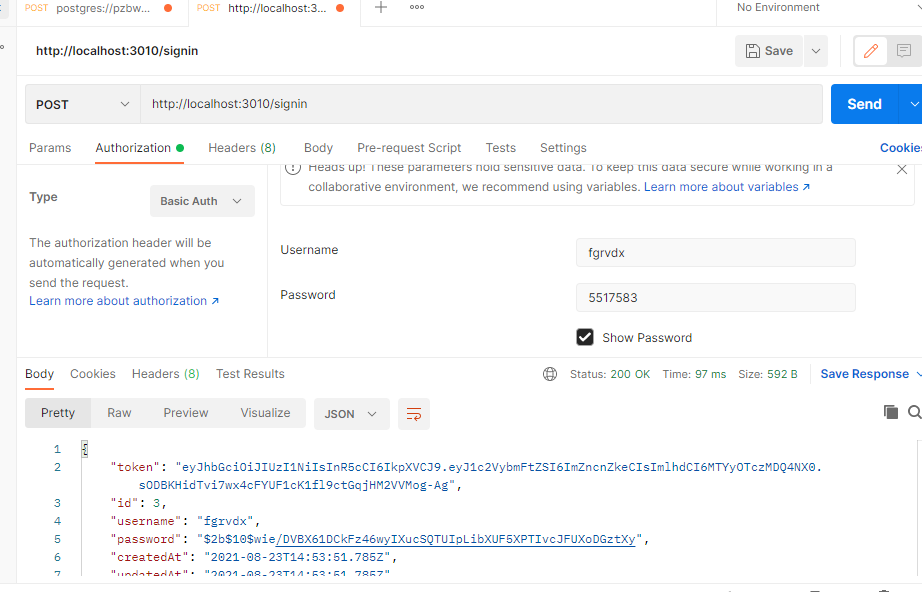 POST postgres://pzbw...
POST http://localhost:3...
No Environment
http://localhost:3010/signin
Save
POST
http://localhost:3010/signin
Send
Params
Authorization
Headers (8)
Body
Pre-request Script
Tests
Settings
Cookies
Heads up! These parameters hold sensitive data. To keep this data secure while working in a
collaborative environment, we recommend using variables. Learn more about variables ↗
Type
Basic Auth
The authorization header will be
automatically generated when you
send the request.
Learn more about authorization ↗
Username
fgrvdx
Password
5517583
Show Password
Body
Cookies
Headers (8)
Test Results
Status: 200 OK
Time: 97 ms
Size: 592 B
Save Response
Pretty
Raw
Preview
Visualize
JSON
1 {
2 "token": "eyJhbGciOiJIUzI1NiIsInR5cCI6IkpXVCJ9.eyJ1c2VybmFtZSI6ImZncnZkeCIsImlhdCI6MTYyOTczMDQ4NX0.
sODBKHidTvi7wx4cFYUF1cK1fl9ctGqjHM2VVMog-Ag",
3 "id": 3,
4 "username": "fgrvdx",
5 "password": "$2b$10$wie/DVBX61DCkFz46wyIXucSQTUIpLibXUF5XPTIvcJFUXoDGztXy",
6 "createdAt": "2021-08-23T14:53:51.785Z",
7 "updatedAt": "2021-08-23T14:53:51.785Z"